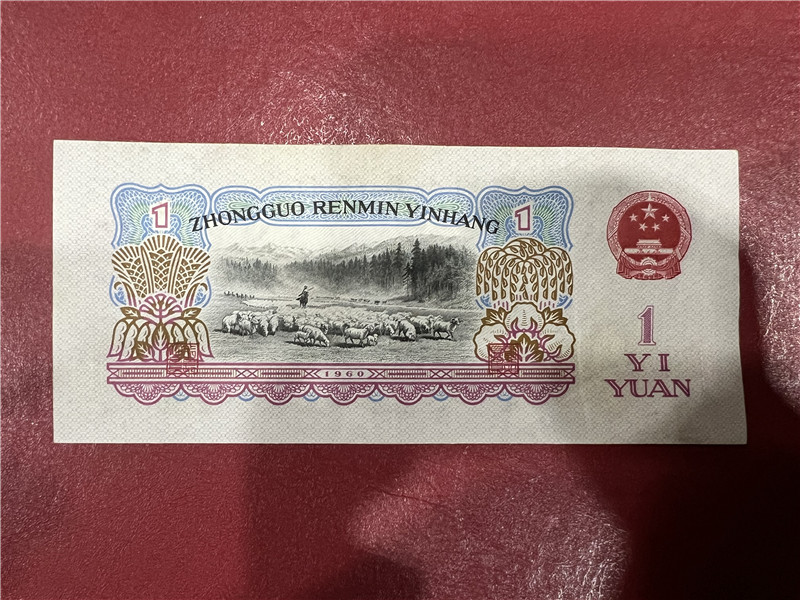 1
ZHONGGUO RENMIN YINHANG
1
1960
1
YI
YUAN